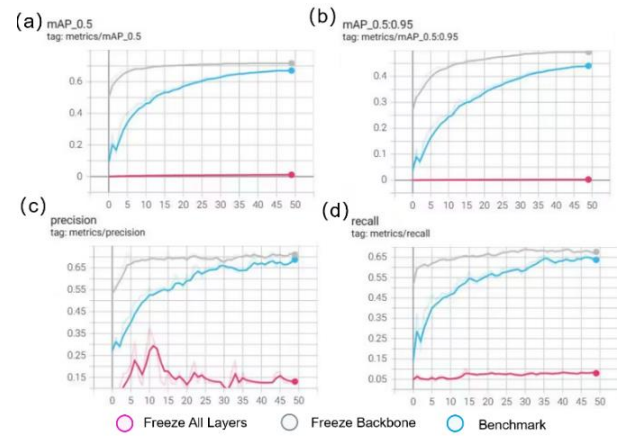 (a)
mAP_0.5
tag: metrics/mAP_0.5
0.6
0.4
0.2
0
0 5 10 15 20 25 30 35 40 45 50
(b)
mAP_0.5:0.95
tag: metrics/mAP_0.5:0.95
0.4
0.3
0.2
0.1
0
0 5 10 15 20 25 30 35 40 45 50
(c)
precision
tag: metrics/precision
0.65
0.55
0.45
0.35
0.25
0.15
0 5 10 15 20 25 30 35 40 45 50
(d)
recall
tag: metrics/recall
0.65
0.55
0.45
0.35
0.25
0.15
0.05
0 5 10 15 20 25 30 35 40 45 50
Freeze All Layers Freeze Backbone Benchmark